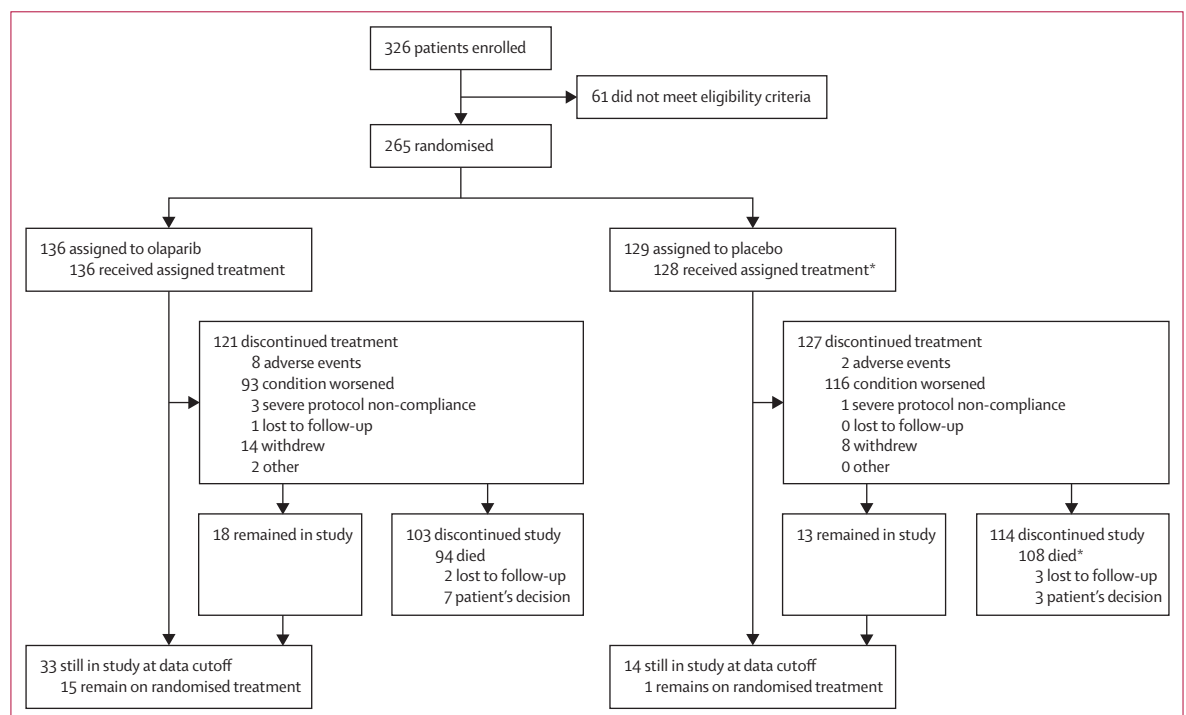 326 patients enrolled
61 did not meet eligibility criteria
265 randomised
136 assigned to olaparib
136 received assigned treatment
129 assigned to placebo
128 received assigned treatment*
121 discontinued treatment
8 adverse events
93 condition worsened
3 severe protocol non-compliance
1 lost to follow-up
14 withdrew
2 other
127 discontinued treatment
2 adverse events
116 condition worsened
1 severe protocol non-compliance
0 lost to follow-up
8 withdrew
0 other
18 remained in study
103 discontinued study
94 died
2 lost to follow-up
7 patient's decision
13 remained in study
114 discontinued study
108 died*
3 lost to follow-up
3 patient's decision
33 still in study at data cutoff
15 remain on randomised treatment
14 still in study at data cutoff
1 remains on randomised treatment